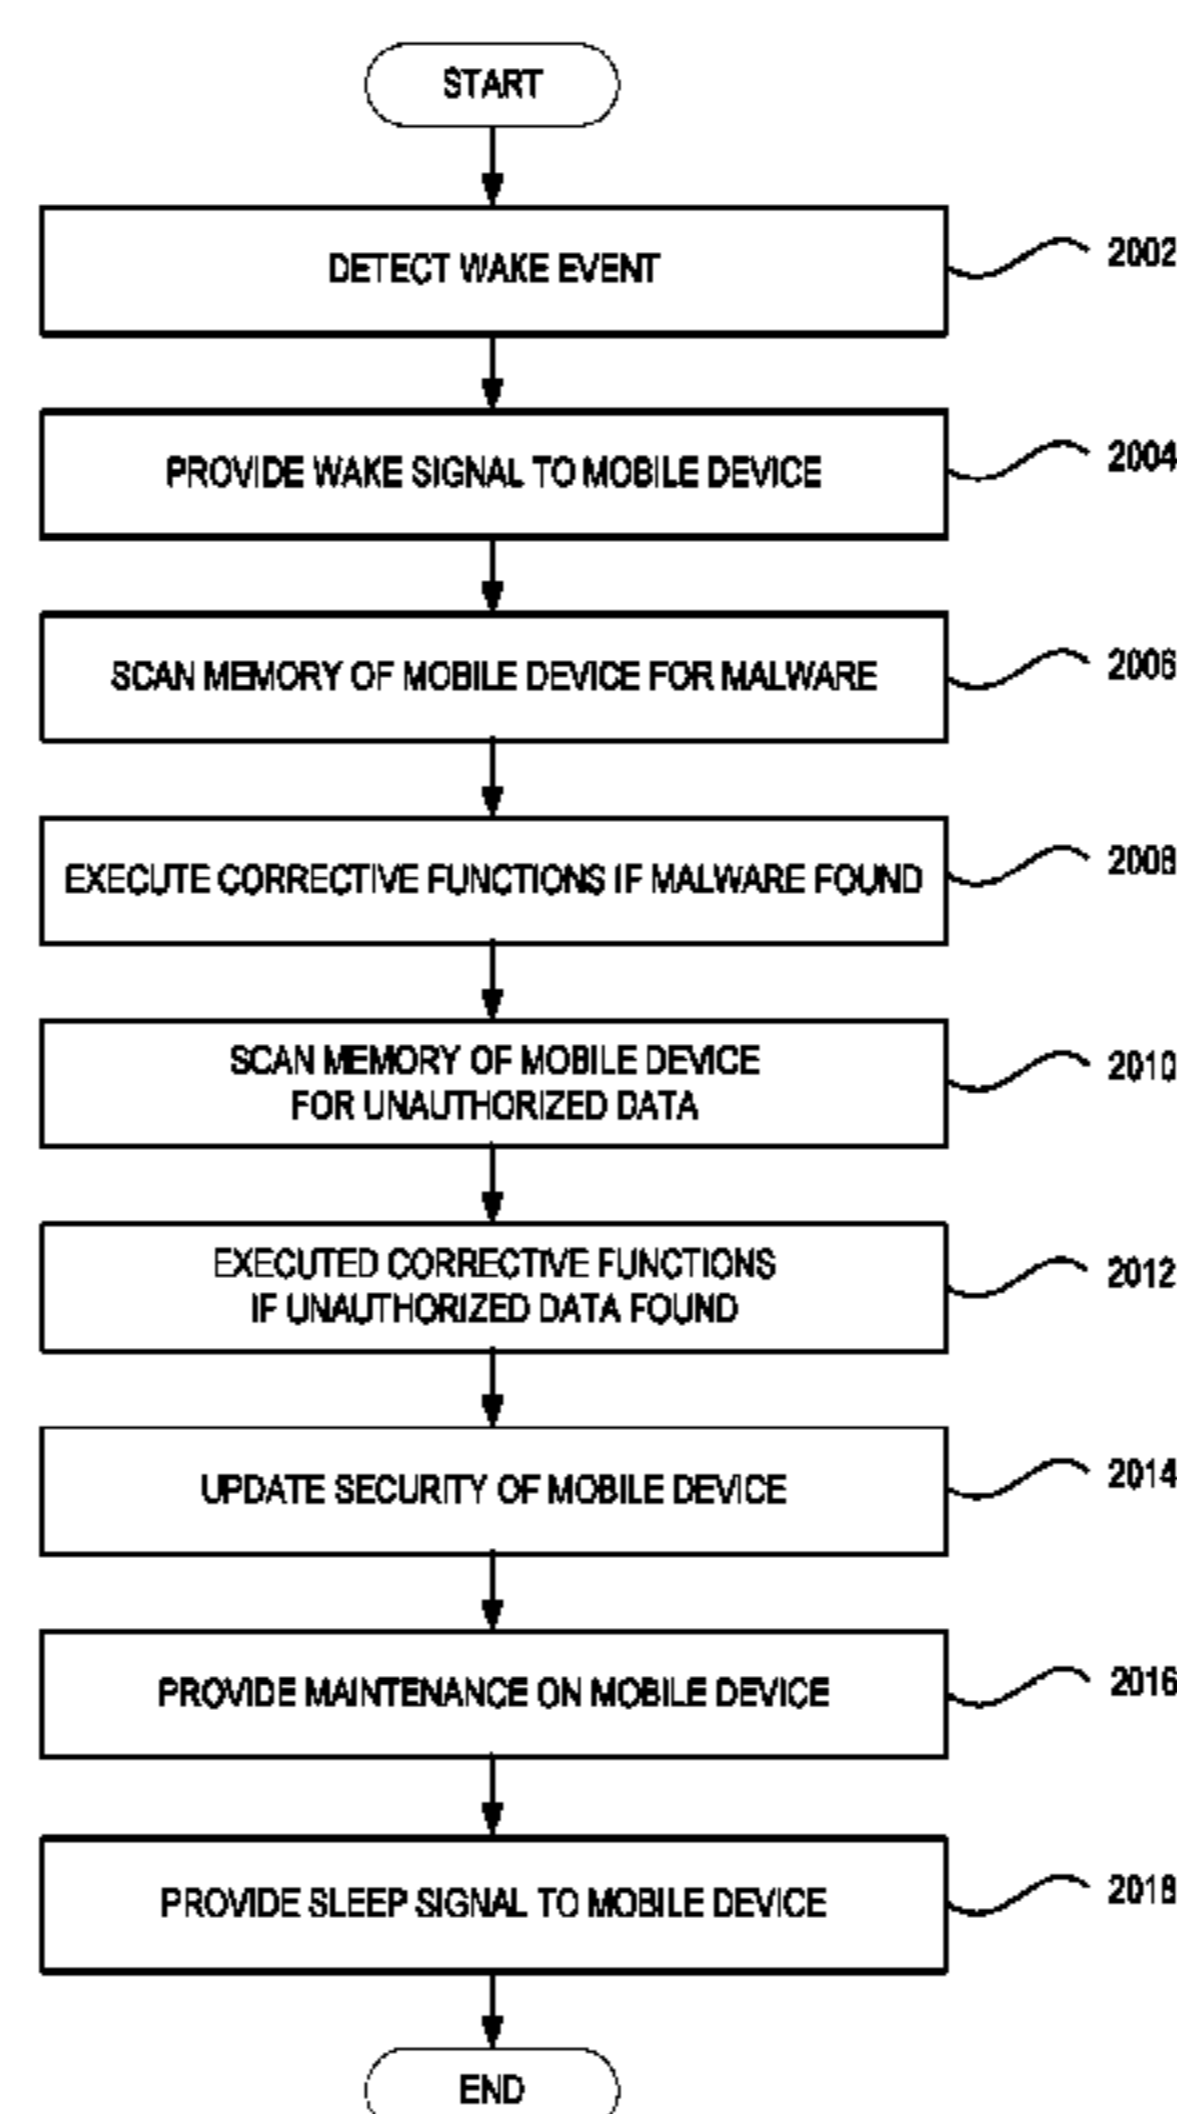 START
DETECT WAKE EVENT
2002
PROVIDE WAKE SIGNAL TO MOBILE DEVICE
2004
SCAN MEMORY OF MOBILE DEVICE FOR MALWARE
2006
EXECUTE CORRECTIVE FUNCTIONS IF MALWARE FOUND
2008
SCAN MEMORY OF MOBILE DEVICE
FOR UNAUTHORIZED DATA
2010
EXECUTED CORRECTIVE FUNCTIONS
IF UNAUTHORIZED DATA FOUND
2012
UPDATE SECURITY OF MOBILE DEVICE
2014
PROVIDE MAINTENANCE ON MOBILE DEVICE
2016
PROVIDE SLEEP SIGNAL TO MOBILE DEVICE
2018
END